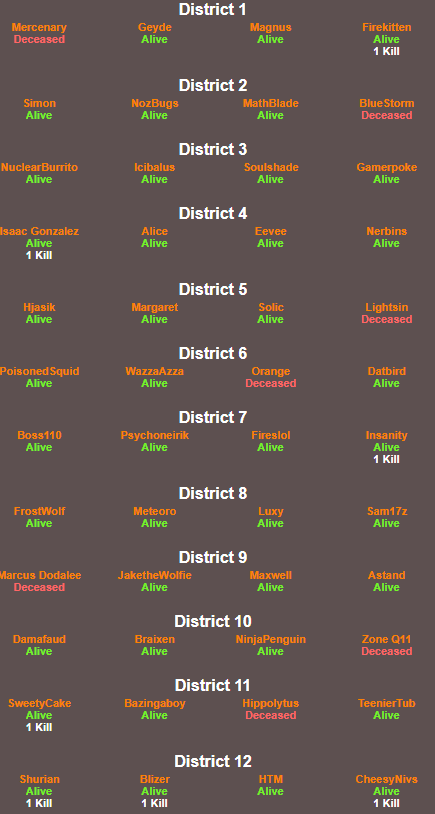 District 1
Mercenary Geyde Magnus Firekitten
Deceased Alive Alive Alive
1 Kill
District 2
Simon NozBugs MathBlade BlueStorm
Alive Alive Alive Deceased
District 3
NuclearBurrito Icibalus Soulshade Gamerpoke
Alive Alive Alive Alive
District 4
Isaac Gonzalez Alice Eevee Nerbins
Alive Alive Alive Alive
1 Kill
District 5
Hjasik Margaret Solic Lightsin
Alive Alive Alive Deceased
District 6
PoisonedSquid WazzaAzza Orange Datbird
Alive Alive Deceased Alive
District 7
Boss110 Psychoneirik Fireslol Insanity
Alive Alive Alive Alive
1 Kill
District 8
FrostWolf Meteoro Luxy Sam17z
Alive Alive Alive Alive
District 9
Marcus Dodalee JaketheWolfie Maxwell Astand
Deceased Alive Alive Alive
District 10
Damafaud Braixen NinjaPenguin Zone Q11
Alive Alive Alive Deceased
District 11
SweetyCake Bazingaboy Hippolytus TeenierTub
Alive Alive Deceased Alive
1 Kill
District 12
Shurian Blizer HTM CheesyNivs
Alive Alive Alive Alive
1 Kill 1 Kill 1 Kill